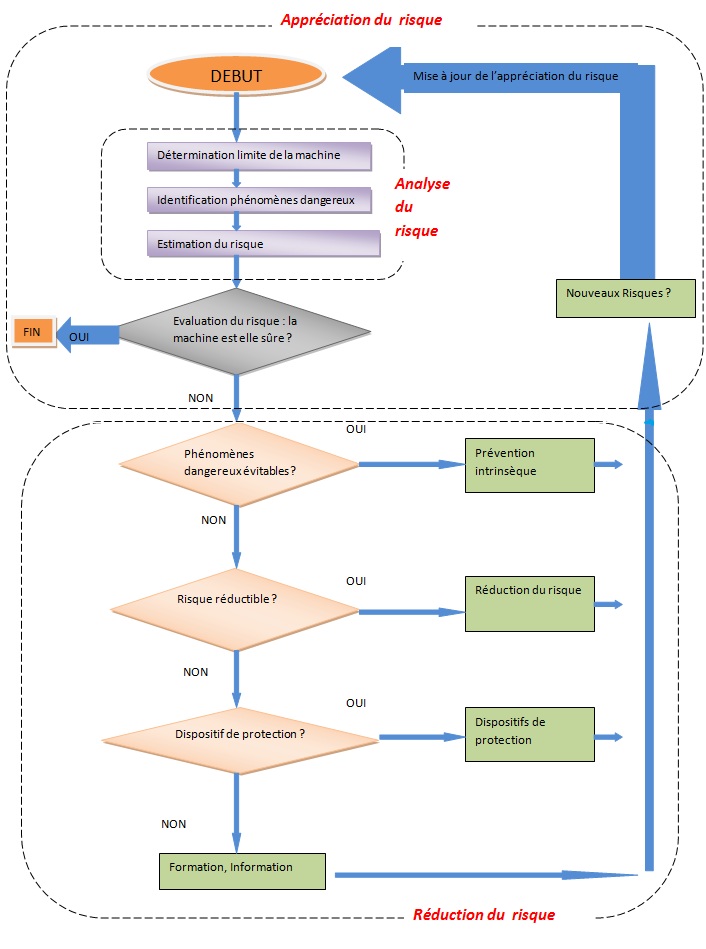 Appréciation du risque
DEBUT
Mise à jour de l'appréciation du risque
Détermination limite de la machine
Identification phénomènes dangereux
Estimation du risque
Analyse
du
risque
Nouveaux Risques ?
Evaluation du risque : la
machine est elle sûre ?
FIN
OUI
NON
OUI
Phénomènes
dangereux évitables ?
Prévention
intrinsèque
NON
OUI
Risque réductible ?
Réduction du risque
NON
OUI
Dispositif de protection ?
Dispositifs de
protection
NON
Formation, Information
Réduction du risque